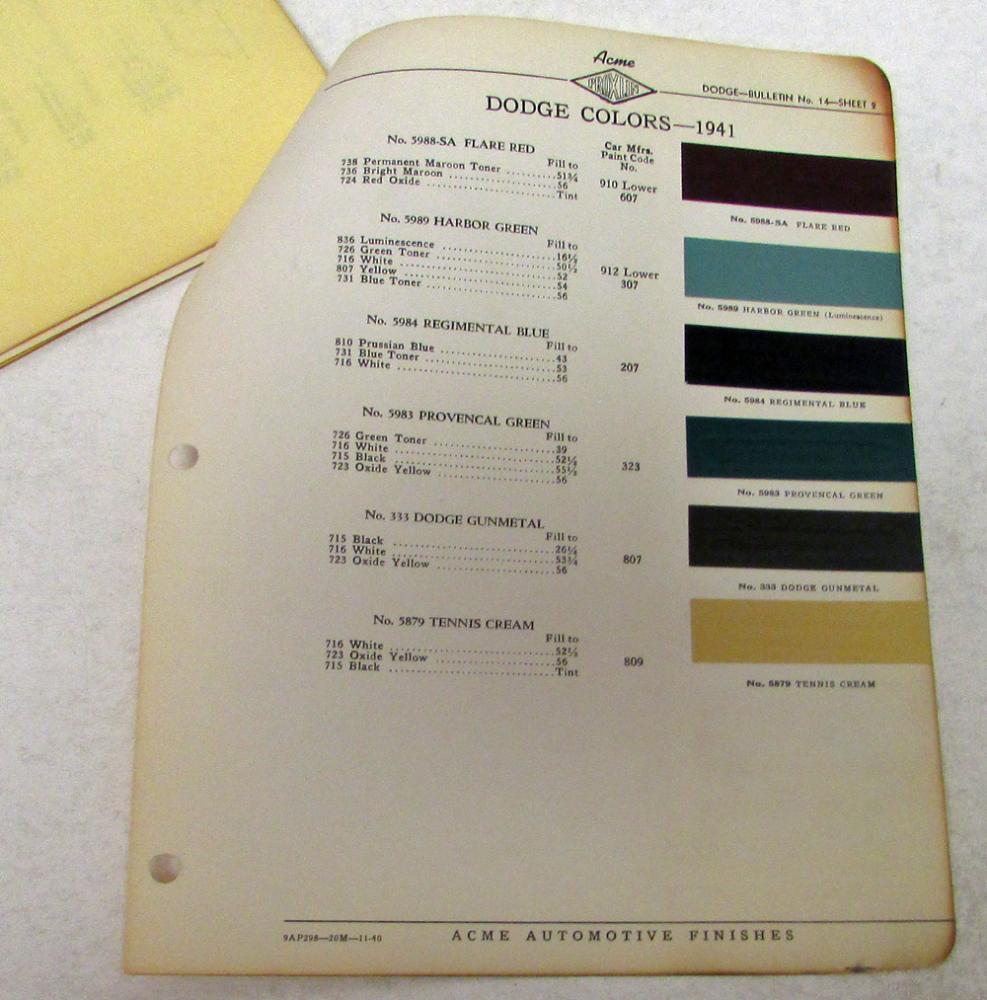 Acme
PROXLIN
DODGE—BULLETIN No. 14—SHEET 9
DODGE COLORS—1941
Car Mfrs.
Paint Code
No.
No. 5988-SA FLARE RED
Fill to
738 Permanent Maroon Toner ..........51¾
736 Bright Maroon ....................56
724 Red Oxide ....................Tint
910 Lower
607
No. 5988-SA FLARE RED
No. 5989 HARBOR GREEN
Fill to
836 Luminescence ....................16½
726 Green Toner ....................50½
716 White ....................52
807 Yellow ....................54
731 Blue Toner ....................56
912 Lower
307
No. 5989 HARBOR GREEN (Luminescence)
No. 5984 REGIMENTAL BLUE
Fill to
810 Prussian Blue ....................43
731 Blue Toner ....................53
716 White ....................56
207
No. 5984 REGIMENTAL BLUE
No. 5983 PROVENCAL GREEN
Fill to
726 Green Toner ....................39
716 White ....................52½
715 Black ....................55½
723 Oxide Yellow ....................56
323
No. 5983 PROVENCAL GREEN
No. 333 DODGE GUNMETAL
Fill to
715 Black ....................26¼
716 White ....................53¾
723 Oxide Yellow ....................56
807
No. 333 DODGE GUNMETAL
No. 5879 TENNIS CREAM
Fill to
716 White ....................52½
723 Oxide Yellow ....................56
715 Black ....................Tint
809
No. 5879 TENNIS CREAM
9AP298—20M—11-40
ACME AUTOMOTIVE FINISHES